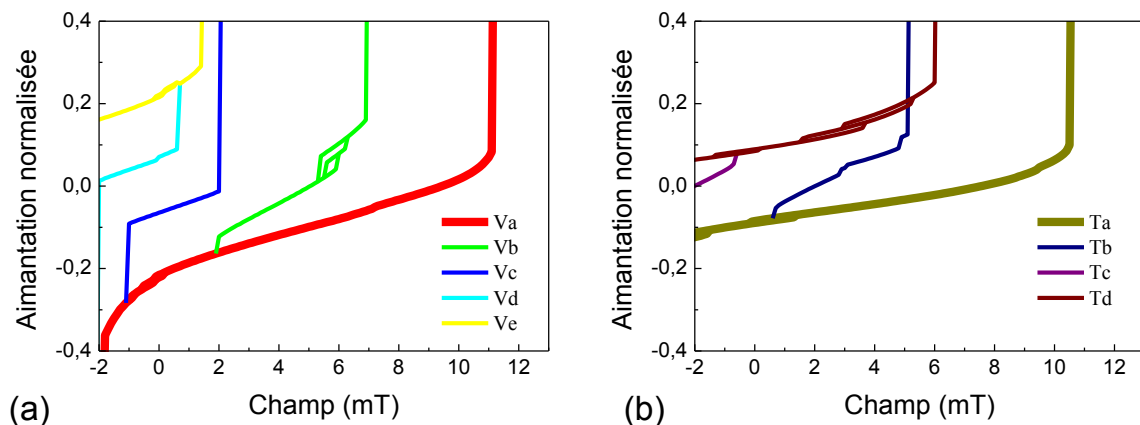 0,4
0,2
0,0
-0,2
-0,4
Aimantation normalisée
-2 0 2 4 6 8 10 12
Champ (mT)
Va
Vb
Vc
Vd
Ve
(a)
0,4
0,2
0,0
-0,2
-0,4
Aimantation normalisée
-2 0 2 4 6 8 10 12
Champ (mT)
Ta
Tb
Tc
Td
(b)